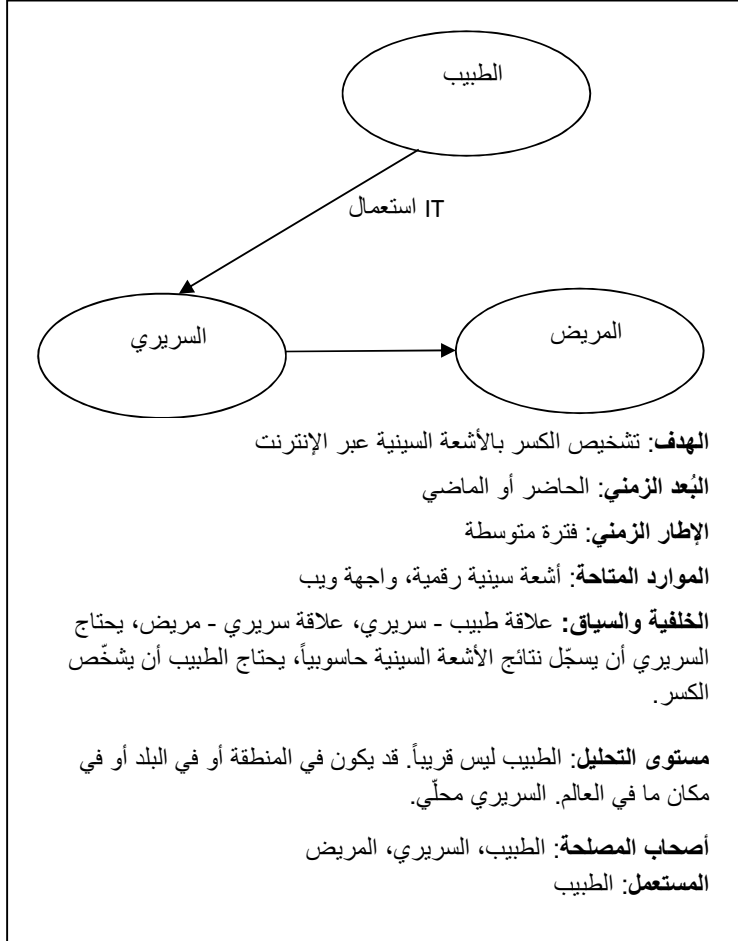 الطبيب
استعمال IT
السريري
المريض
الهدف: تشخيص الكسر بالأشعة السينية عبر الإنترنت
البُعد الزمني: الحاضر أو الماضي
الإطار الزمني: فترة متوسطة
الموارد المتاحة: أشعة سينية رقمية، واجهة ويب
الخلفية والسياق: علاقة طبيب - سريري، علاقة سريري - مريض، يحتاج
السريري أن يسجّل نتائج الأشعة السينية حاسوبياً، يحتاج الطبيب أن يشخّص
الكسر.
مستوى التحليل: الطبيب ليس قريباً. قد يكون في المنطقة أو في البلد أو في
مكان ما في العالم. السريري محلّي.
أصحاب المصلحة: الطبيب، السريري، المريض
المستعمل: الطبيب